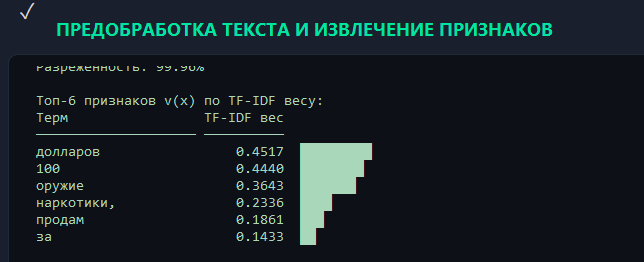 ✓
ПРЕДОБРАБОТКА ТЕКСТА И ИЗВЛЕЧЕНИЕ ПРИЗНАКОВ
Разреженность: 99.96%
Топ-6 признаков v(x) по TF-IDF весу:
Терм TF-IDF вес
долларов 0.4517
100 0.4440
оружие 0.3643
наркотики, 0.2336
продам 0.1861
за 0.1433